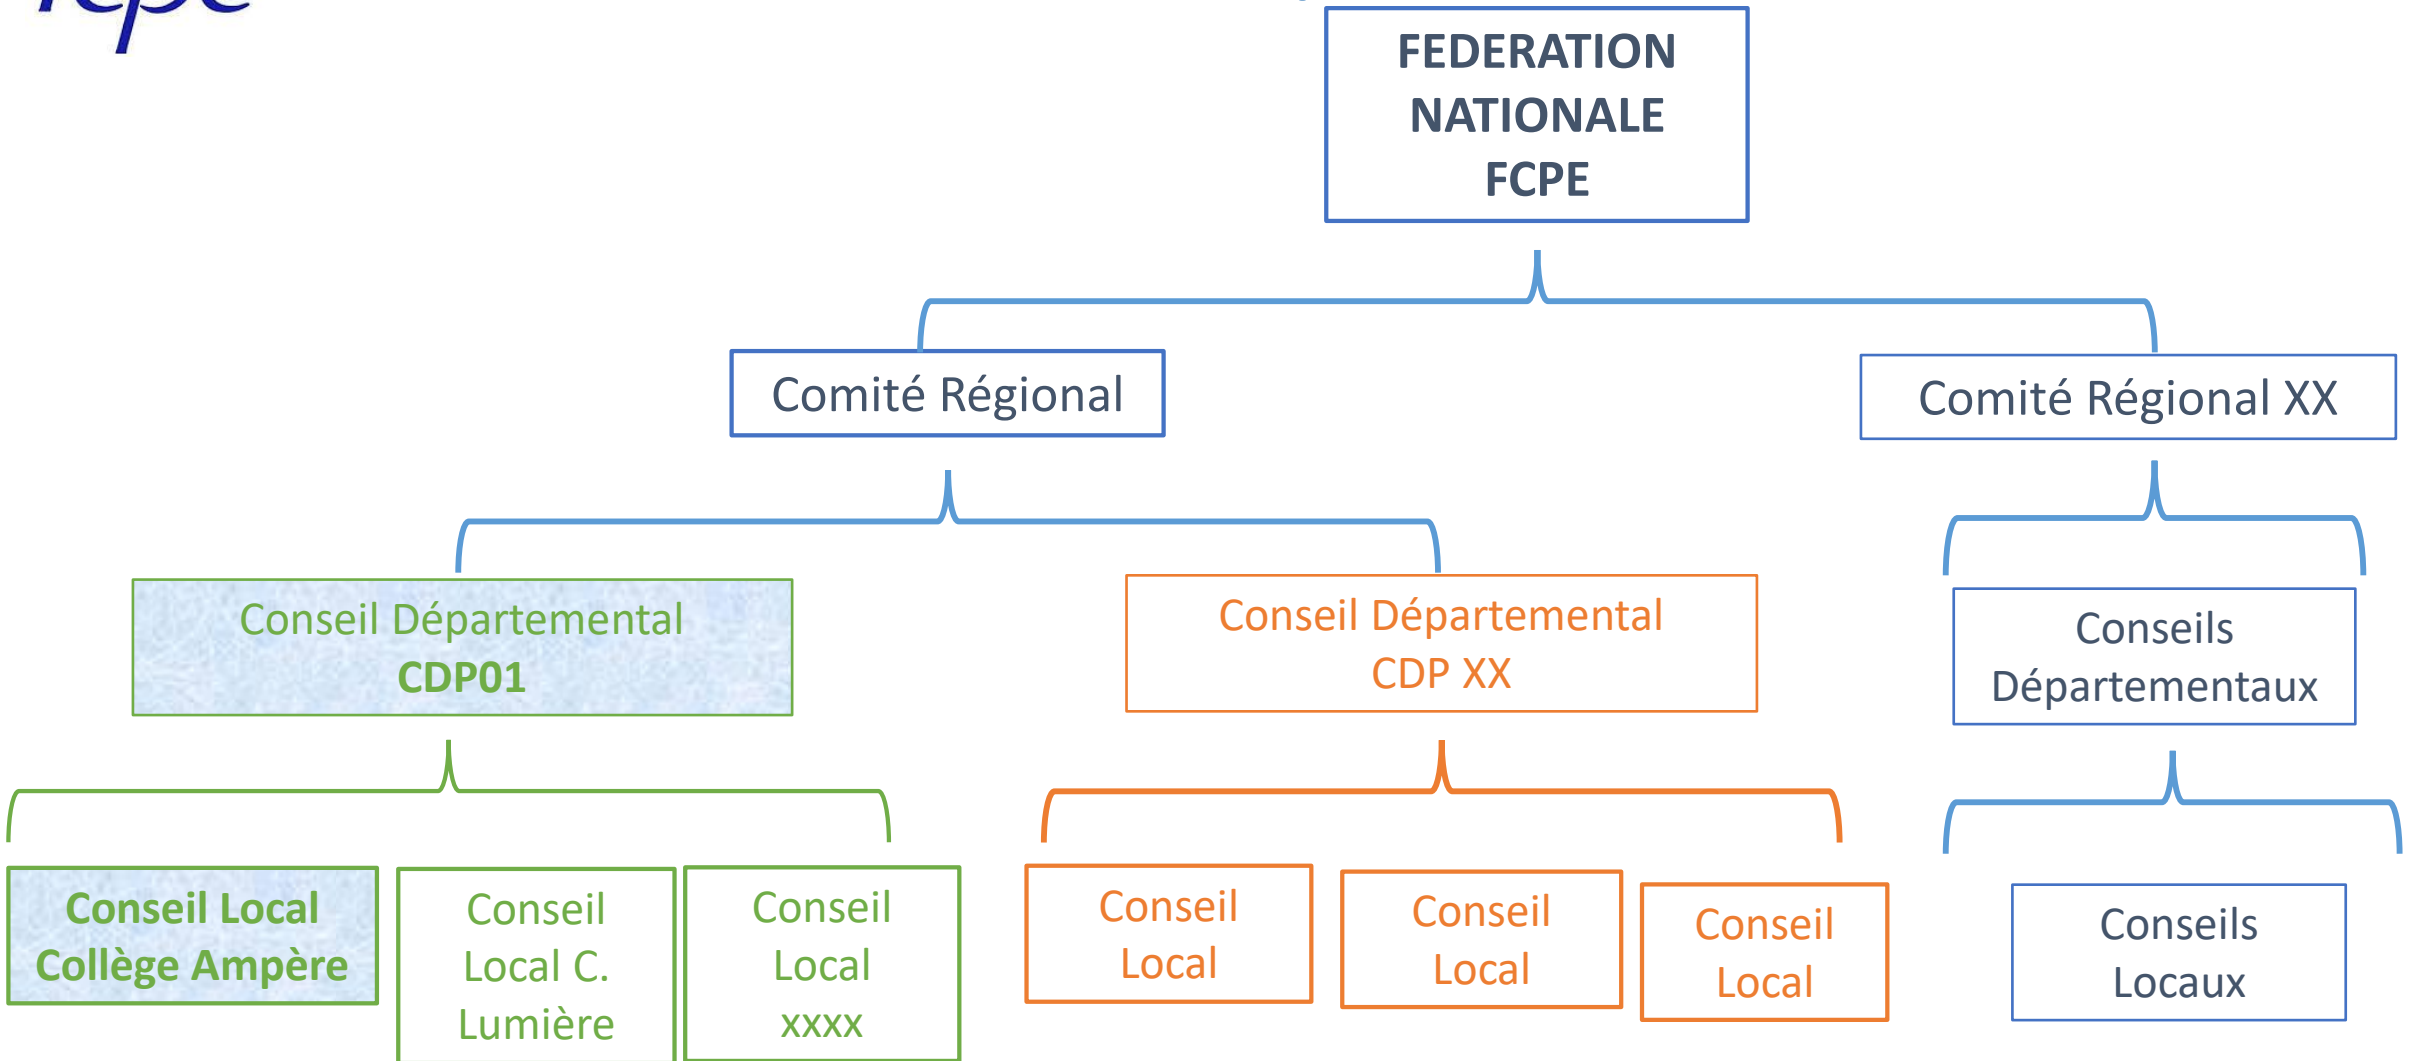 fcpe
FEDERATION
NATIONALE
FCPE
Comité Régional
Comité Régional XX
Conseil Départemental
CDP01
Conseil Départemental
CDP XX
Conseils
Départementaux
Conseil Local
Collège Ampère
Conseil
Local C.
Lumière
Conseil
Local
xxxx
Conseil
Local
Conseil
Local
Conseil
Local
Conseils
Locaux